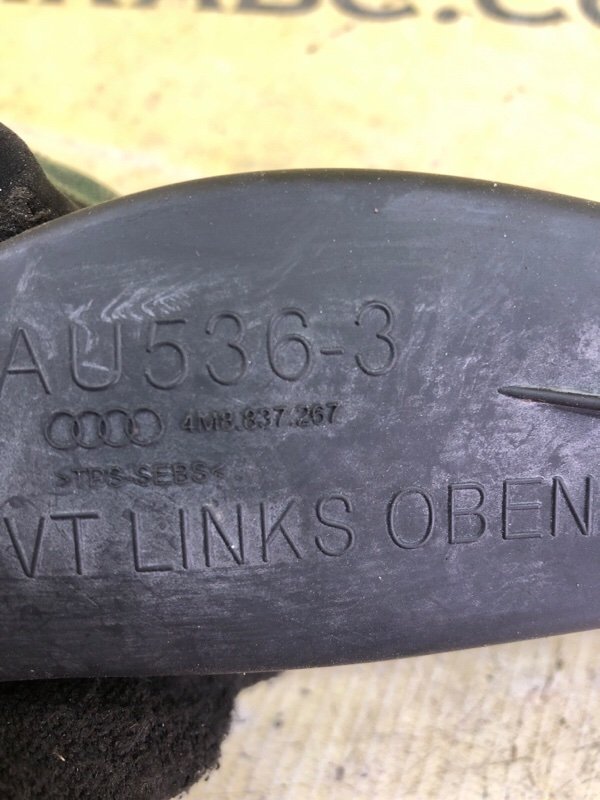 AU536-3
4M8.837.267
>TPS-SEBS<
VT LINKS OBEN